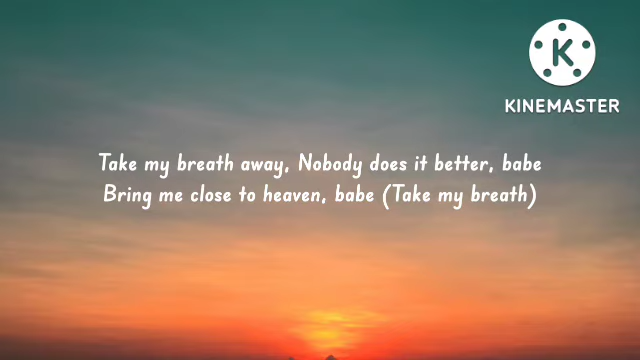 K
KINEMASTER
Take my breath away, Nobody does it better, babe
Bring me close to heaven, babe (Take my breath)